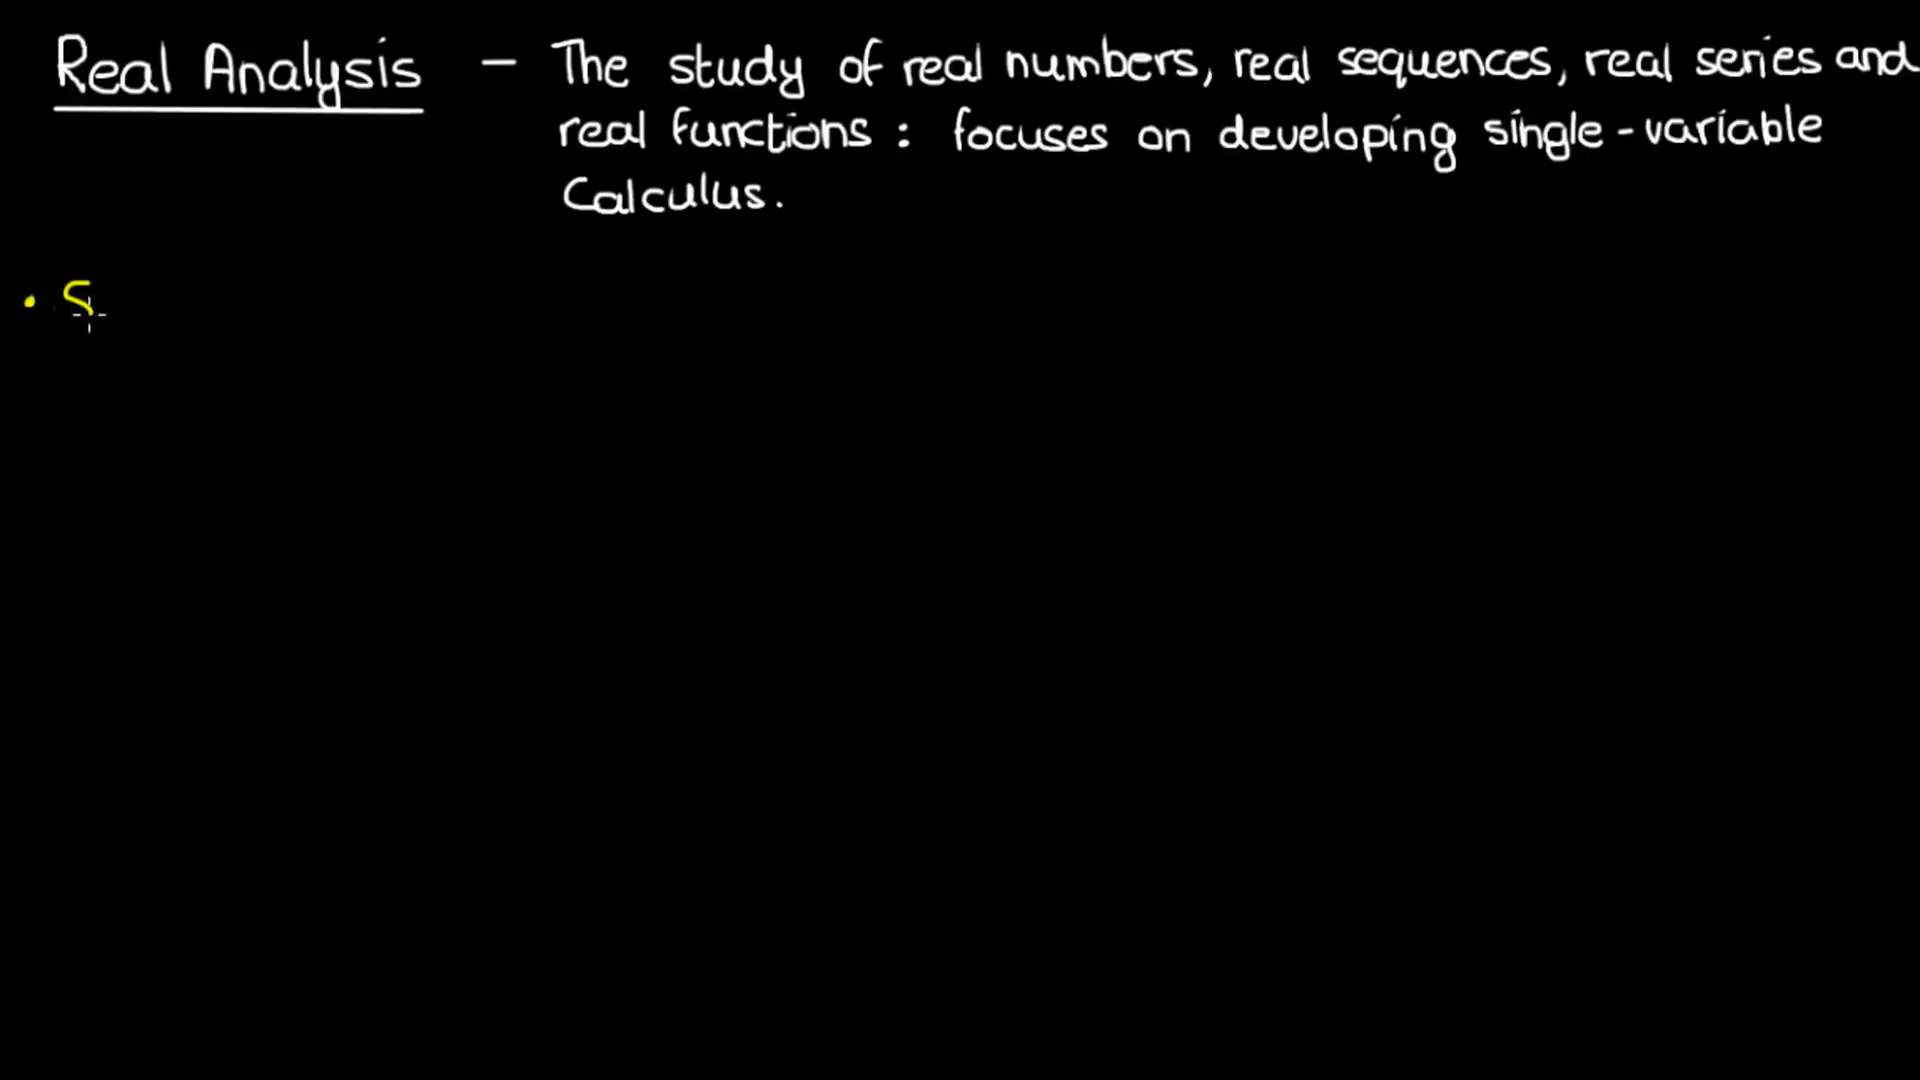 Real Analysis - The study of real numbers, real sequences, real series and
real functions : focuses on developing single-variable
Calculus.
• S